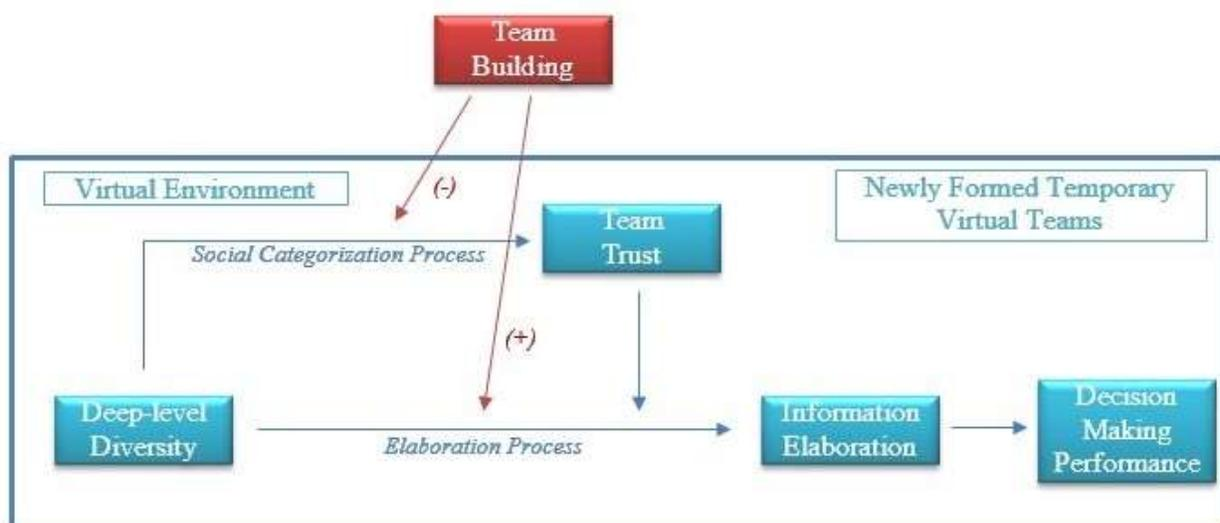 Team
Building
Virtual Environment
(-)
Newly Formed Temporary
Virtual Teams
Team
Trust
Social Categorization Process
(+)
Deep-level
Diversity
Elaboration Process
Information
Elaboration
Decision
Making
Performance